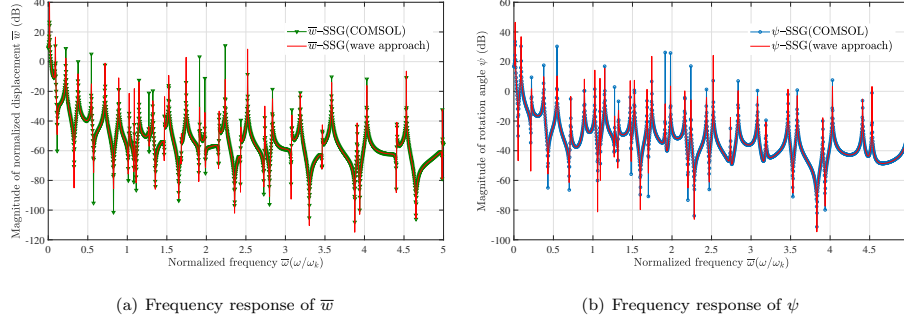 Magnitude of normalized displacement w̅ (dB)
40
20
0
-20
-40
-60
-80
-100
-120
w̅–SSG(COMSOL)
w̅–SSG(wave approach)
0 0.5 1 1.5 2 2.5 3 3.5 4 4.5 5
Normalized frequency ω̅(ω/ωₖ)
(a) Frequency response of w̅
Magnitude of rotation angle ψ (dB)
60
40
20
0
-20
-40
-60
-80
-100
ψ–SSG(COMSOL)
ψ–SSG(wave approach)
0 0.5 1 1.5 2 2.5 3 3.5 4 4.5
Normalized frequency ω̅(ω/ωₖ)
(b) Frequency response of ψ